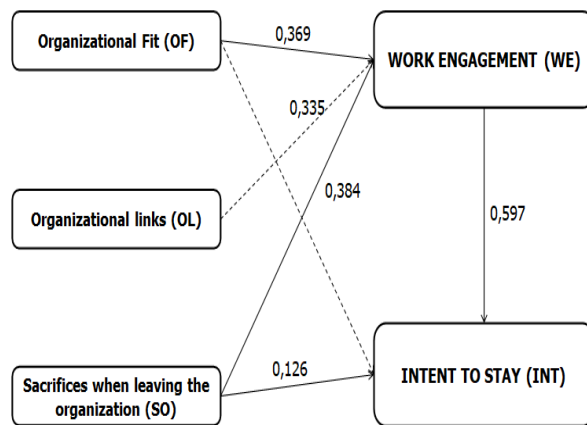 Organizational Fit (OF)
0,369
WORK ENGAGEMENT (WE)
0,335
Organizational links (OL)
0,384
0,597
Sacrifices when leaving the
organization (SO)
0,126
INTENT TO STAY (INT)